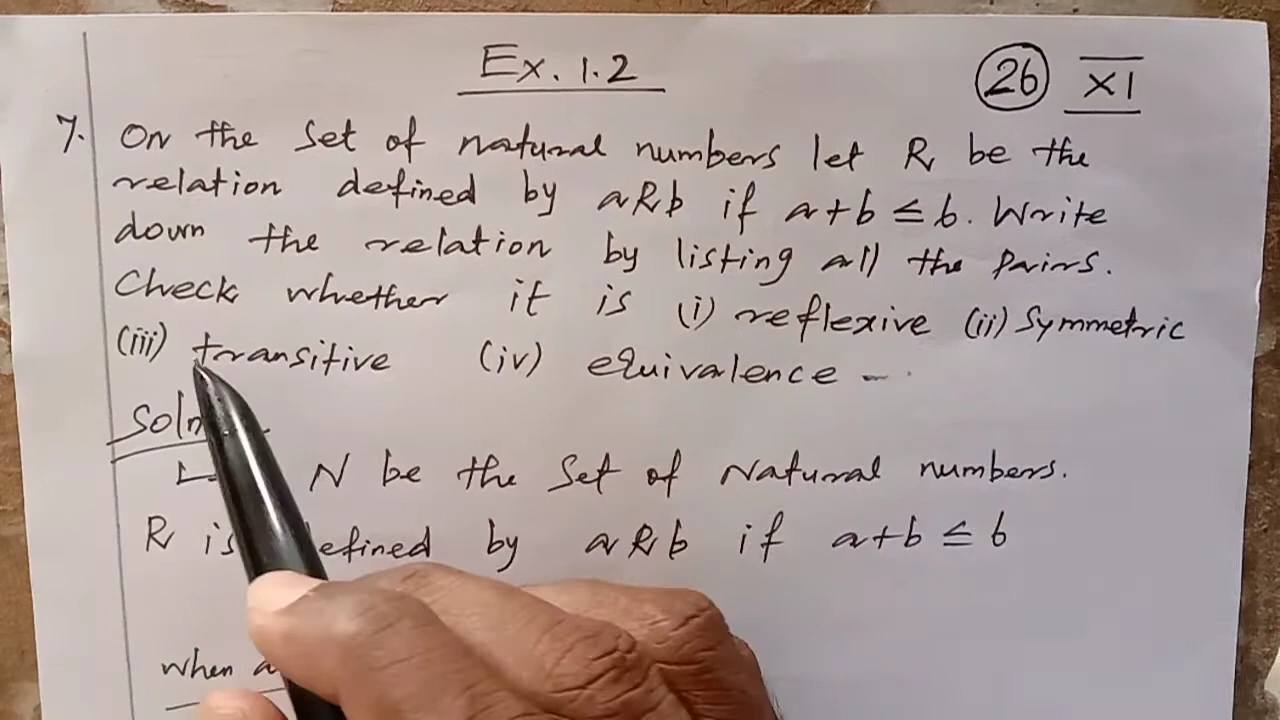 Ex. 1.2
26 XI
7. On the set of natural numbers let R be the
relation defined by aRb if a+b ≤ 6. Write
down the relation by listing all the pairs.
Check whether it is (i) reflexive (ii) Symmetric
(iii) transitive (iv) equivalence
Soln
N be the Set of Natural numbers.
R is defined by aRb if a+b ≤ 6
when a